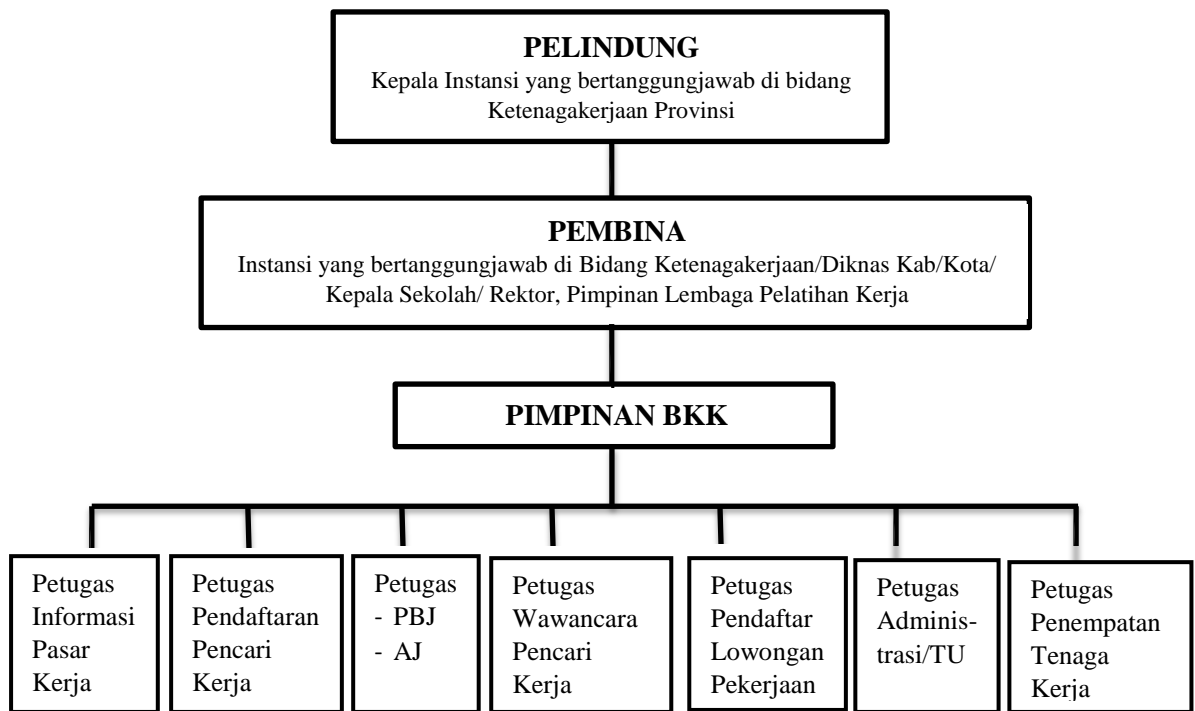 PELINDUNG
Kepala Instansi yang bertanggungjawab di bidang
Ketenagakerjaan Provinsi
PEMBINA
Instansi yang bertanggungjawab di Bidang Ketenagakerjaan/Diknas Kab/Kota/
Kepala Sekolah/ Rektor, Pimpinan Lembaga Pelatihan Kerja
PIMPINAN BKK
Petugas
Informasi
Pasar
Kerja
Petugas
Pendaftaran
Pencari
Kerja
Petugas
- PBJ
- AJ
Petugas
Wawancara
Pencari
Kerja
Petugas
Pendaftar
Lowongan
Pekerjaan
Petugas
Adminis-
trasi/TU
Petugas
Penempatan
Tenaga
Kerja